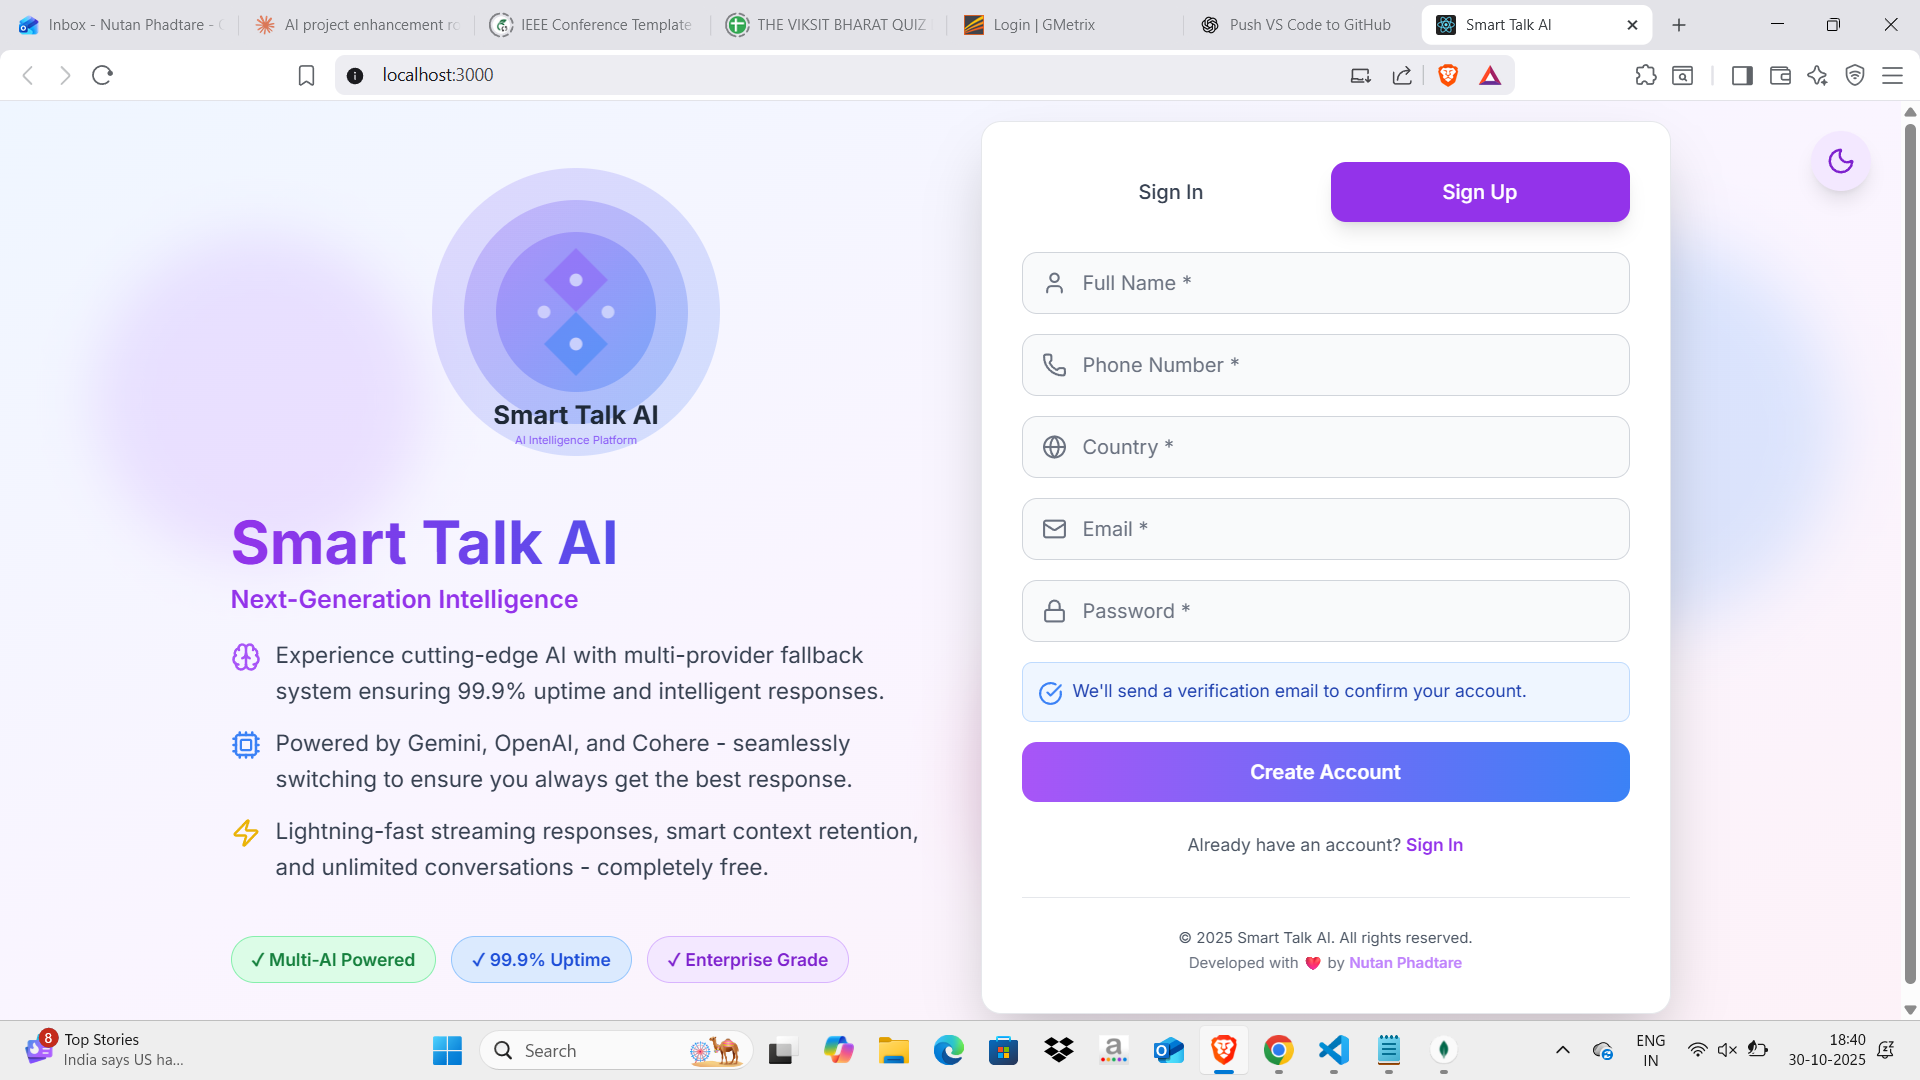 Inbox - Nutan Phadtare -
AI project enhancement ro
IEEE Conference Template
THE VIKSIT BHARAT QUIZ
Login | GMetrix
Push VS Code to GitHub
Smart Talk AI
localhost:3000
Smart Talk AI
AI Intelligence Platform
Smart Talk AI
Next-Generation Intelligence
Experience cutting-edge AI with multi-provider fallback
system ensuring 99.9% uptime and intelligent responses.
Powered by Gemini, OpenAI, and Cohere - seamlessly
switching to ensure you always get the best response.
Lightning-fast streaming responses, smart context retention,
and unlimited conversations - completely free.
✓ Multi-AI Powered
✓ 99.9% Uptime
✓ Enterprise Grade
Sign In
Sign Up
Full Name *
Phone Number *
Country *
Email *
Password *
We'll send a verification email to confirm your account.
Create Account
Already have an account? Sign In
© 2025 Smart Talk AI. All rights reserved.
Developed with ❤️ by Nutan Phadtare
8
Top Stories
India says US ha...
Search
a
ENG
IN
18:40
30-10-2025